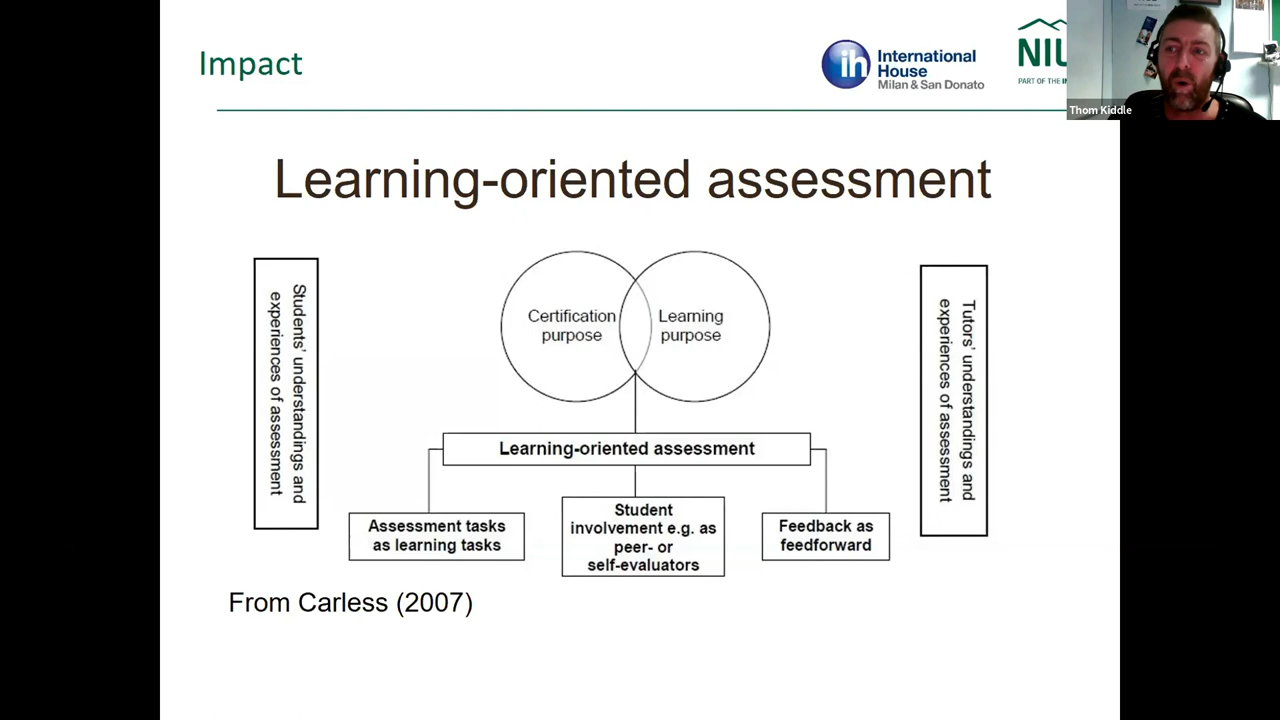 Impact
ih
International
House
Milan & San Donato
PART OF THE
Thom Kiddle
Learning-oriented assessment
Students' understandings and
experiences of assessment
Certification
purpose
Learning
purpose
Tutors' understandings and
experiences of assessment
Learning-oriented assessment
Assessment tasks
as learning tasks
Student
involvement e.g. as
peer- or
self-evaluators
Feedback as
feedforward
From Carless (2007)